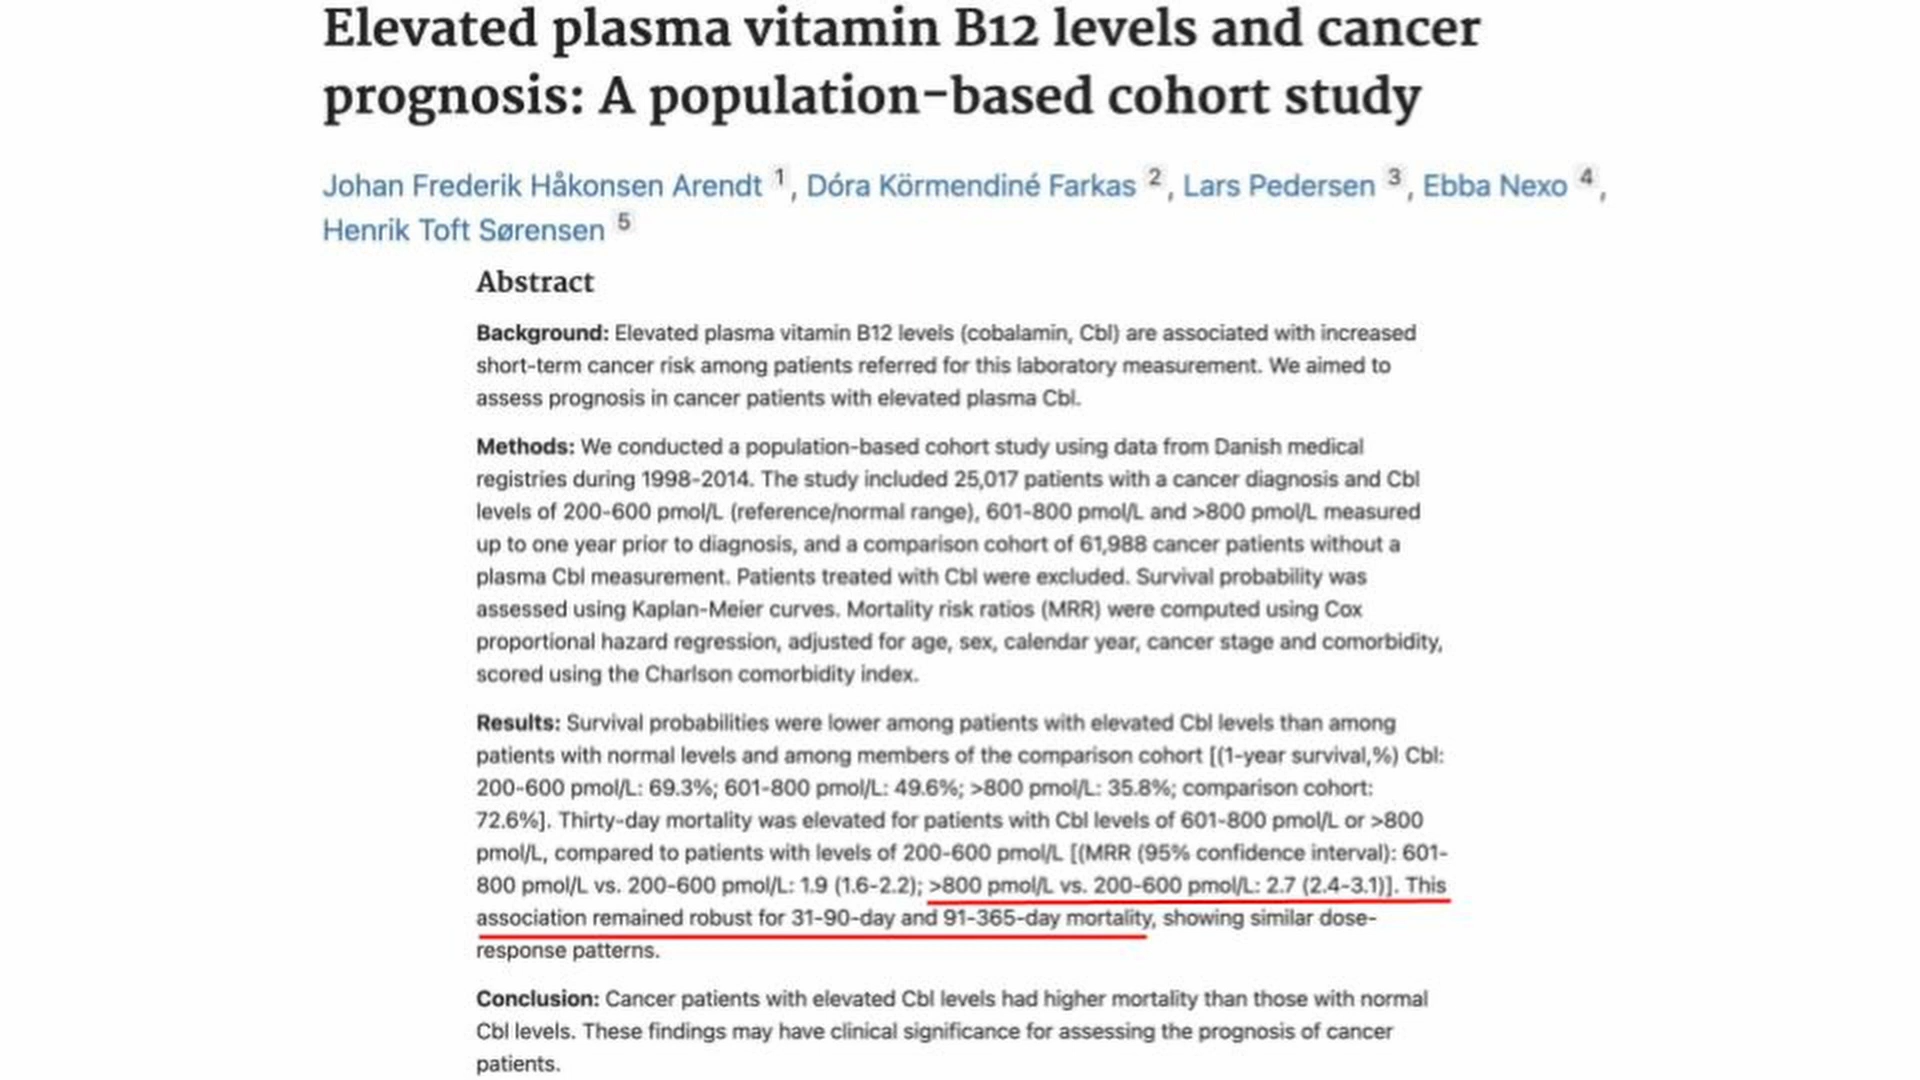 Elevated plasma vitamin B12 levels and cancer
prognosis: A population-based cohort study
Johan Frederik Håkonsen Arendt 1, Dóra Körmendiné Farkas 2, Lars Pedersen 3, Ebba Nexo 4,
Henrik Toft Sørensen 5
Abstract
Background: Elevated plasma vitamin B12 levels (cobalamin, Cbl) are associated with increased
short-term cancer risk among patients referred for this laboratory measurement. We aimed to
assess prognosis in cancer patients with elevated plasma Cbl.
Methods: We conducted a population-based cohort study using data from Danish medical
registries during 1998-2014. The study included 25,017 patients with a cancer diagnosis and Cbl
levels of 200-600 pmol/L (reference/normal range), 601-800 pmol/L and >800 pmol/L measured
up to one year prior to diagnosis, and a comparison cohort of 61,988 cancer patients without a
plasma Cbl measurement. Patients treated with Cbl were excluded. Survival probability was
assessed using Kaplan-Meier curves. Mortality risk ratios (MRR) were computed using Cox
proportional hazard regression, adjusted for age, sex, calendar year, cancer stage and comorbidity,
scored using the Charlson comorbidity index.
Results: Survival probabilities were lower among patients with elevated Cbl levels than among
patients with normal levels and among members of the comparison cohort [(1-year survival,%) Cbl:
200-600 pmol/L: 69.3%; 601-800 pmol/L: 49.6%; >800 pmol/L: 35.8%; comparison cohort:
72.6%]. Thirty-day mortality was elevated for patients with Cbl levels of 601-800 pmol/L or >800
pmol/L, compared to patients with levels of 200-600 pmol/L [(MRR (95% confidence interval): 601-
800 pmol/L vs. 200-600 pmol/L: 1.9 (1.6-2.2); >800 pmol/L vs. 200-600 pmol/L: 2.7 (2.4-3.1)]. This
association remained robust for 31-90-day and 91-365-day mortality, showing similar dose-
response patterns.
Conclusion: Cancer patients with elevated Cbl levels had higher mortality than those with normal
Cbl levels. These findings may have clinical significance for assessing the prognosis of cancer
patients.